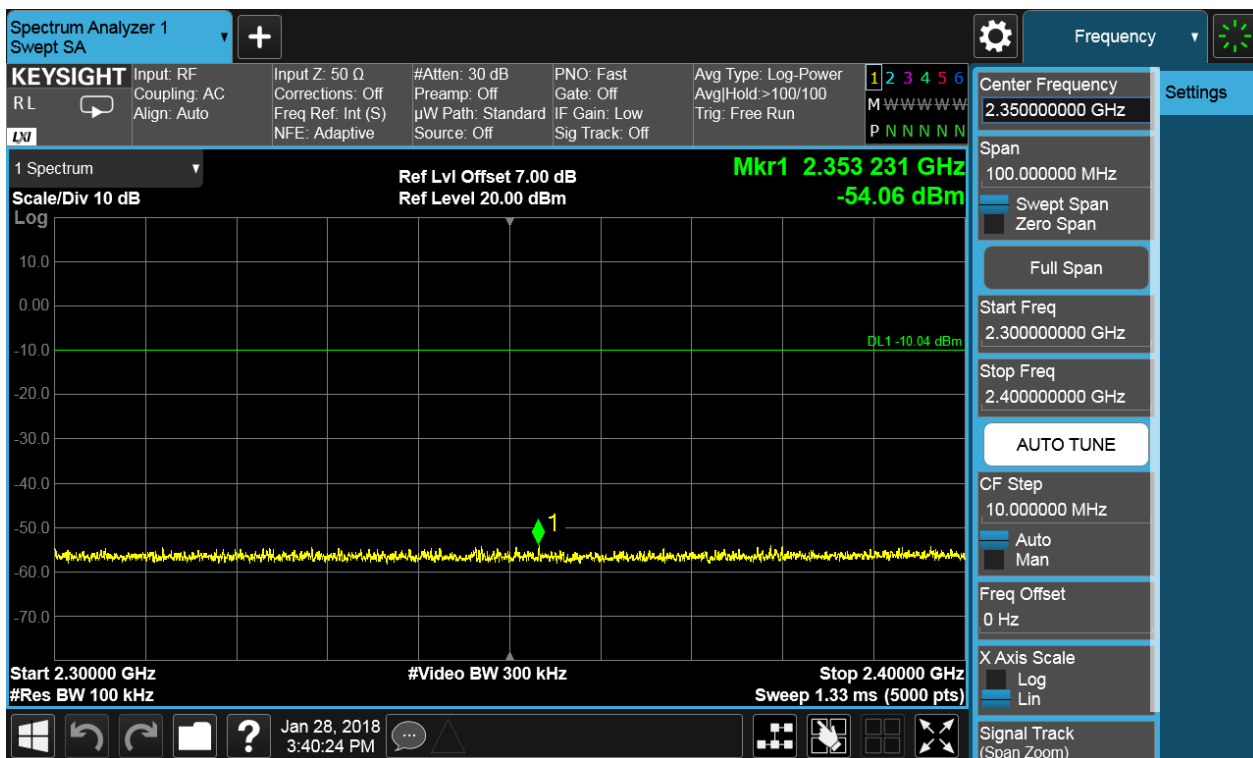 Spectrum Analyzer 1
Swept SA
+
Frequency
KEYSIGHT
R L
LXI
Input: RF
Coupling: AC
Align: Auto
Input Z: 50 Ω
Corrections: Off
Freq Ref: Int (S)
NFE: Adaptive
#Atten: 30 dB
Preamp: Off
µW Path: Standard
Source: Off
PNO: Fast
Gate: Off
IF Gain: Low
Sig Track: Off
Avg Type: Log-Power
Avg|Hold:>100/100
Trig: Free Run
1 2 3 4 5 6
M W W W W W
P N N N N N
1 Spectrum
Scale/Div 10 dB
Ref Lvl Offset 7.00 dB
Ref Level 20.00 dBm
Mkr1 2.353 231 GHz
-54.06 dBm
Log
10.0
0.00
-10.0
-20.0
-30.0
-40.0
-50.0
-60.0
-70.0
DL1 -10.04 dBm
1
Start 2.30000 GHz
#Res BW 100 kHz
#Video BW 300 kHz
Stop 2.40000 GHz
Sweep 1.33 ms (5000 pts)
Center Frequency
2.350000000 GHz
Span
100.000000 MHz
Swept Span
Zero Span
Full Span
Start Freq
2.300000000 GHz
Stop Freq
2.400000000 GHz
AUTO TUNE
CF Step
10.000000 MHz
Auto
Man
Freq Offset
0 Hz
X Axis Scale
Log
Lin
Signal Track
(Span Zoom)
Settings
?
Jan 28, 2018
3:40:24 PM